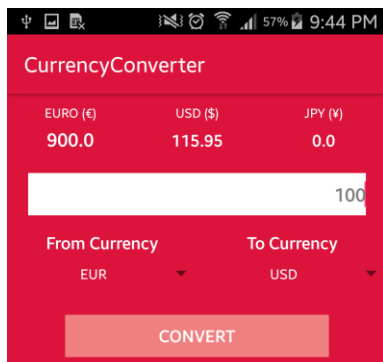 57% 9:44 PM
CurrencyConverter
EURO (€) USD ($) JPY (¥)
900.0 115.95 0.0
100
From Currency To Currency
EUR USD
CONVERT